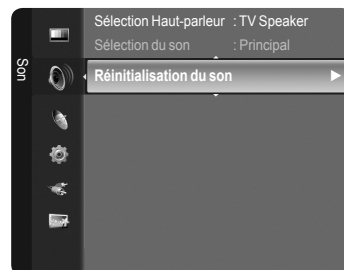 Son
Sélection Haut-parleur : TV Speaker
Sélection du son : Principal
Réinitialisation du son